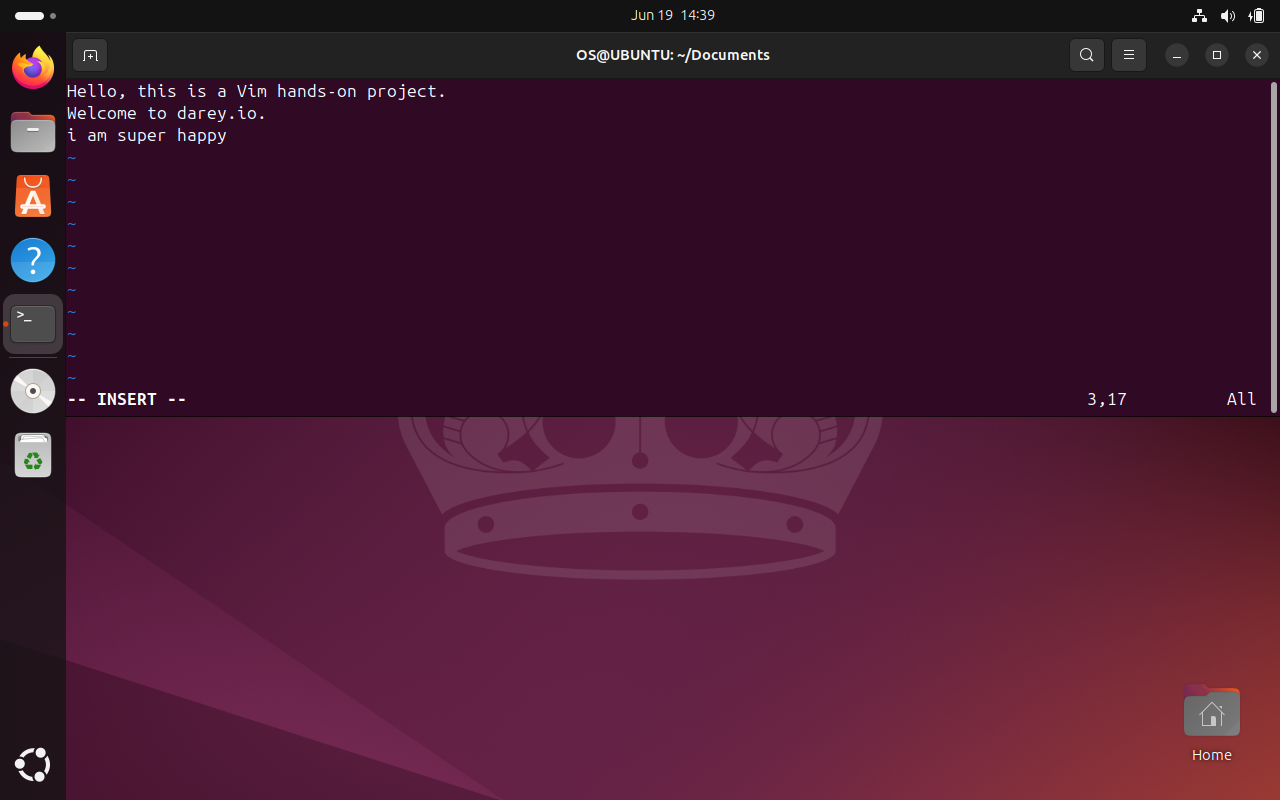 Jun 19 14:39
OS@UBUNTU: ~/Documents
Hello, this is a Vim hands-on project.
Welcome to darey.io.
i am super happy
~
~
~
~
~
~
~
~
~
~
~
-- INSERT -- 3,17 All
Home